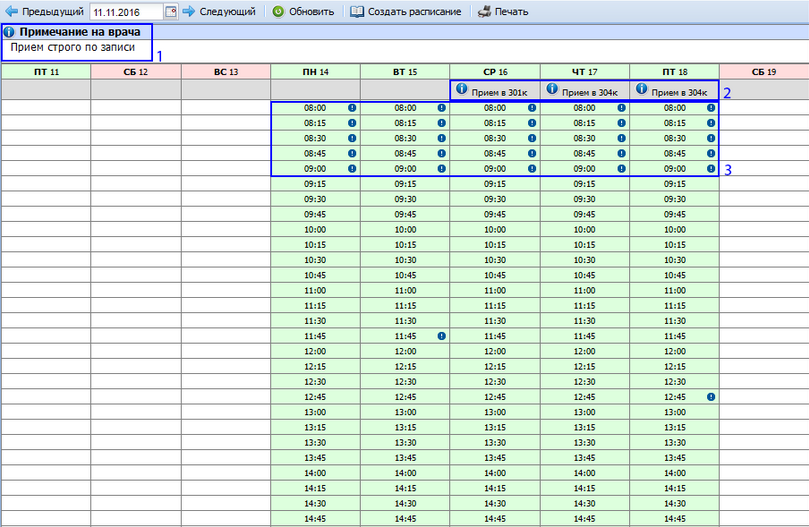 Предыдущий 11.11.2016 Следующий Обновить Создать расписание Печать
Примечание на врача
Прием строго по записи
1
ПТ 11 СБ 12 ВС 13 ПН 14 ВТ 15 СР 16 ЧТ 17 ПТ 18 СБ 19
Прием в 301к Прием в 304к Прием в 304к 2
08:00 08:00 08:00 08:00 08:00
08:15 08:15 08:15 08:15 08:15
08:30 08:30 08:30 08:30 08:30
08:45 08:45 08:45 08:45 08:45
09:00 09:00 09:00 09:00 09:00 3
09:15 09:15 09:15 09:15 09:15
09:30 09:30 09:30 09:30 09:30
09:45 09:45 09:45 09:45 09:45
10:00 10:00 10:00 10:00 10:00
10:15 10:15 10:15 10:15 10:15
10:30 10:30 10:30 10:30 10:30
10:45 10:45 10:45 10:45 10:45
11:00 11:00 11:00 11:00 11:00
11:15 11:15 11:15 11:15 11:15
11:30 11:30 11:30 11:30 11:30
11:45 11:45 11:45 11:45 11:45
12:00 12:00 12:00 12:00 12:00
12:15 12:15 12:15 12:15 12:15
12:30 12:30 12:30 12:30 12:30
12:45 12:45 12:45 12:45 12:45
13:00 13:00 13:00 13:00 13:00
13:15 13:15 13:15 13:15 13:15
13:30 13:30 13:30 13:30 13:30
13:45 13:45 13:45 13:45 13:45
14:00 14:00 14:00 14:00 14:00
14:15 14:15 14:15 14:15 14:15
14:30 14:30 14:30 14:30 14:30
14:45 14:45 14:45 14:45 14:45